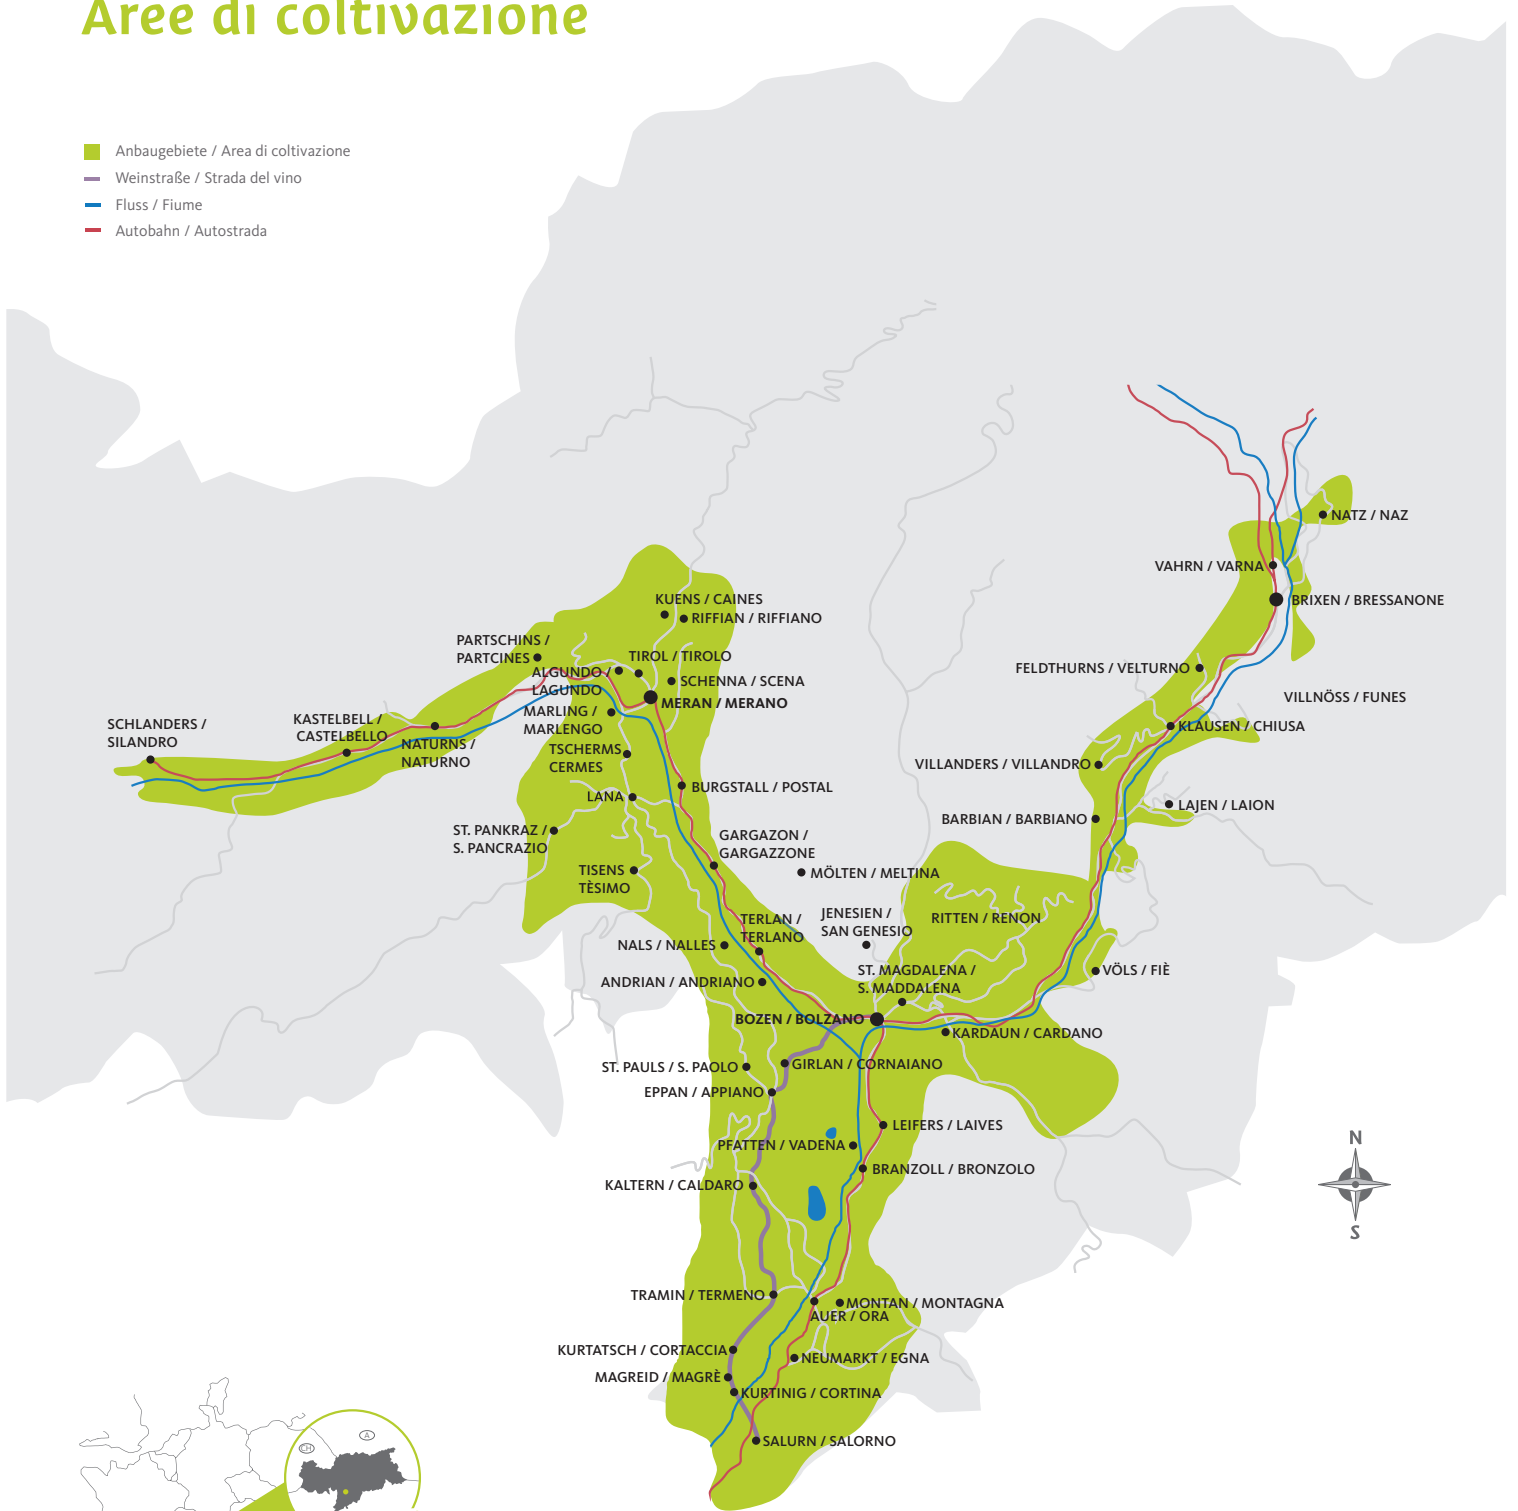 Aree di coltivazione
Anbaugebiete / Area di coltivazione
Weinstraße / Strada del vino
Fluss / Fiume
Autobahn / Autostrada
NATZ / NAZ
VAHRN / VARNA
BRIXEN / BRESSANONE
KUENS / CAINES
RIFFIAN / RIFFIANO
PARTSCHINS /
PARTCINES
TIROL / TIROLO
ALGUNDO /
LAGUNDO
SCHENNA / SCENA
FELDTHURNS / VELTURNO
MERAN / MERANO
VILLNÖSS / FUNES
MARLING /
MARLENGO
SCHLANDERS /
SILANDRO
KASTELBELL /
CASTELBELLO
NATURNS /
NATURNO
KLAUSEN / CHIUSA
TSCHERMS
CERMES
VILLANDERS / VILLANDRO
BURGSTALL / POSTAL
LANA
LAJEN / LAION
BARBIAN / BARBIANO
ST. PANKRAZ /
S. PANCRAZIO
GARGAZON /
GARGAZZONE
TISENS
TÈSIMO
MÖLTEN / MELTINA
JENESIEN /
SAN GENESIO
RITTEN / RENON
TERLAN /
TERLANO
NALS / NALLES
ST. MAGDALENA /
S. MADDALENA
VÖLS / FIÈ
ANDRIAN / ANDRIANO
BOZEN / BOLZANO
KARDAUN / CARDANO
ST. PAULS / S. PAOLO
GIRLAN / CORNAIANO
EPPAN / APPIANO
LEIFERS / LAIVES
PFATTEN / VADENA
BRANZOLL / BRONZOLO
KALTERN / CALDARO
N
S
TRAMIN / TERMENO
MONTAN / MONTAGNA
AUER / ORA
KURTATSCH / CORTACCIA
NEUMARKT / EGNA
MAGREID / MAGRÈ
KURTINIG / CORTINA
SALURN / SALORNO
A
CH